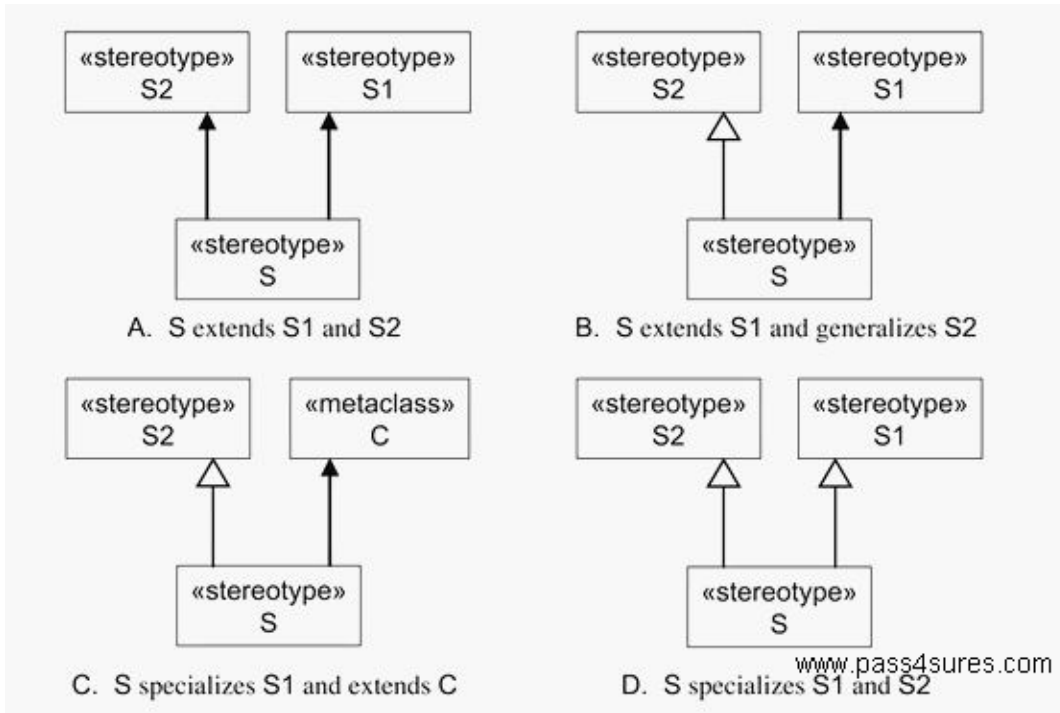 «stereotype»
S2
«stereotype»
S1
«stereotype»
S
A. S extends S1 and S2
«stereotype»
S2
«stereotype»
S1
«stereotype»
S
B. S extends S1 and generalizes S2
«stereotype»
S2
«metaclass»
C
«stereotype»
S
C. S specializes S1 and extends C
«stereotype»
S2
«stereotype»
S1
«stereotype»
S
www.pass4sures.com
D. S specializes S1 and S2